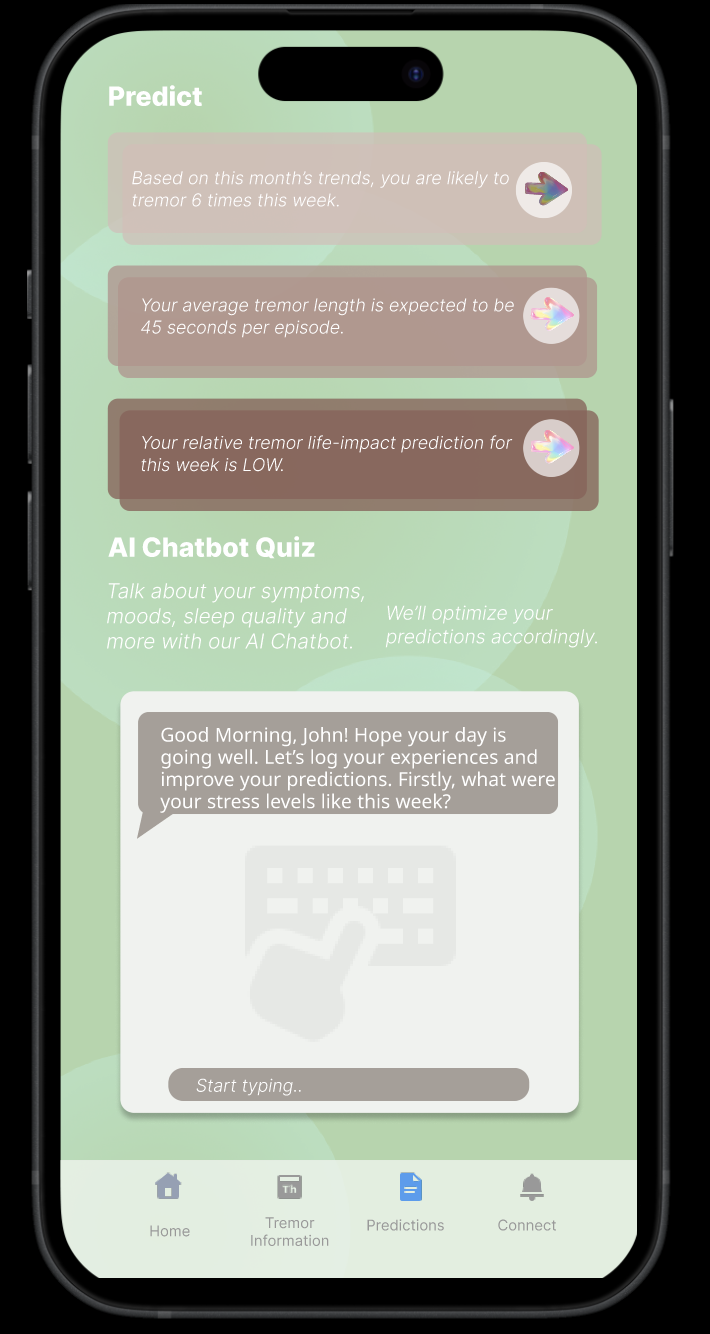 Predict
Based on this month's trends, you are likely to
tremor 6 times this week.
Your average tremor length is expected to be
45 seconds per episode.
Your relative tremor life-impact prediction for
this week is LOW.
AI Chatbot Quiz
Talk about your symptoms,
moods, sleep quality and
more with our AI Chatbot.
We'll optimize your
predictions accordingly.
Good Morning, John! Hope your day is
going well. Let's log your experiences and
improve your predictions. Firstly, what were
your stress levels like this week?
Start typing..
Th
Home
Tremor
Information
Predictions
Connect